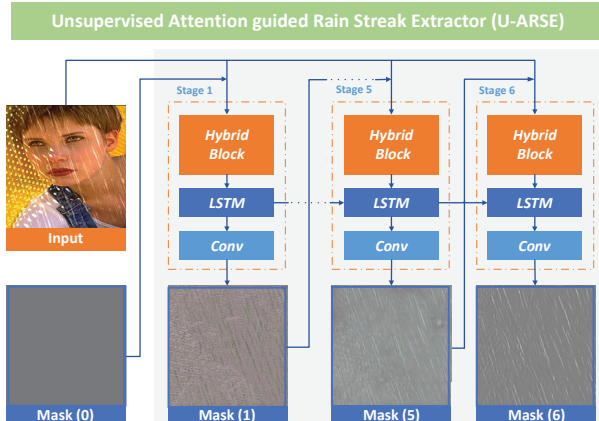 Unsupervised Attention guided Rain Streak Extractor (U-ARSE)
Stage 1
Stage 5
Stage 6
Hybrid
Block
Hybrid
Block
Hybrid
Block
LSTM
LSTM
LSTM
Input
Conv
Conv
Conv
Mask (0)
Mask (1)
Mask (5)
Mask (6)